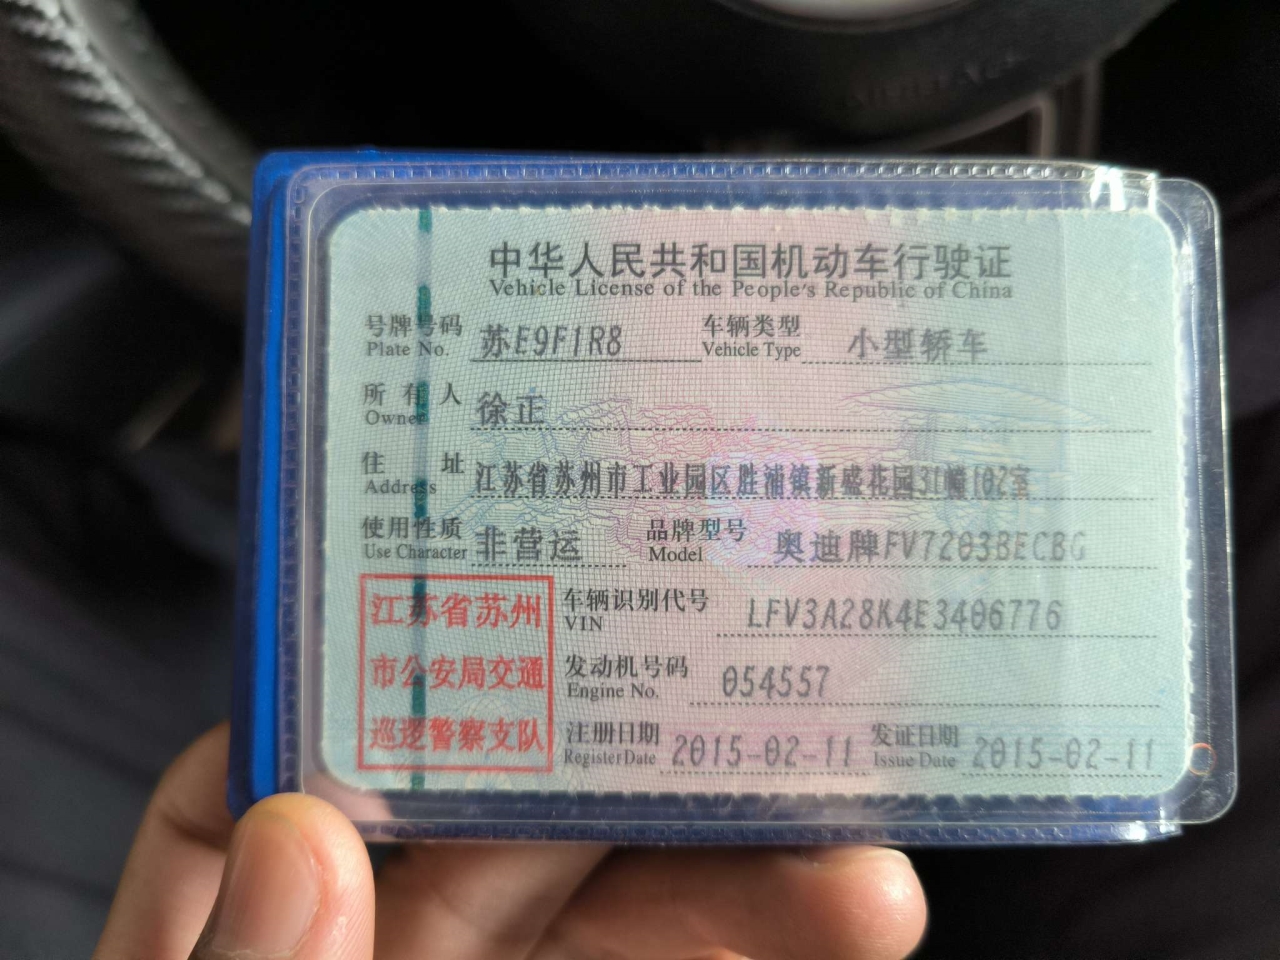 中华人民共和国机动车行驶证
Vehicle License of the People's Republic of China
号牌号码 苏E9F1R8 车辆类型 小型轿车
Plate No. Vehicle Type
所有人 徐正
Owner
住址 江苏省苏州市工业园区胜浦镇新盛花园31幢102室
Address
使用性质 非营运 品牌型号 奥迪牌FV7203BECBG
Use Character Model
江苏省苏州
市公安局交通
巡逻警察支队
车辆识别代号 LFV3A28K4E3406776
VIN
发动机号码 054557
Engine No.
注册日期 2015-02-11 发证日期 2015-02-11
Register Date Issue Date